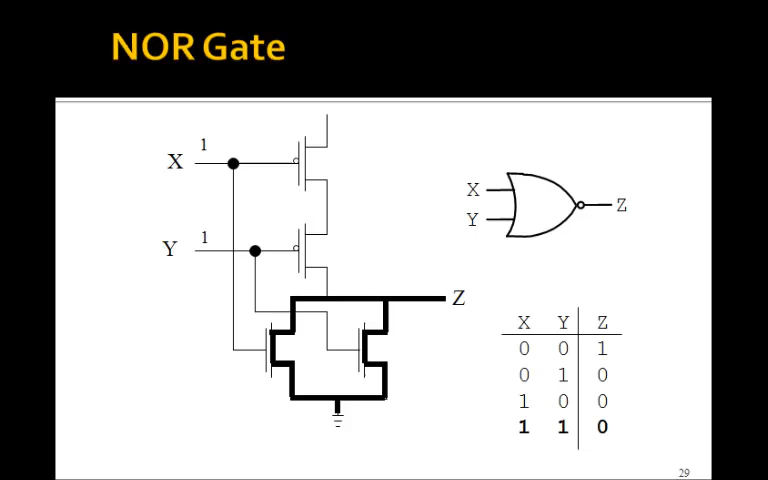 NOR Gate
X 1
Y 1
Z
X
Y
Z
X Y Z
0 0 1
0 1 0
1 0 0
1 1 0
29